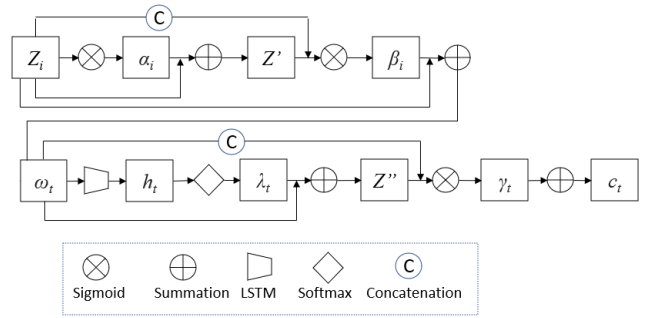 C
Z_i α_i Z' β_i
C
ω_t h_t λ_t Z'' γ_t c_t
C
Sigmoid Summation LSTM Softmax Concatenation